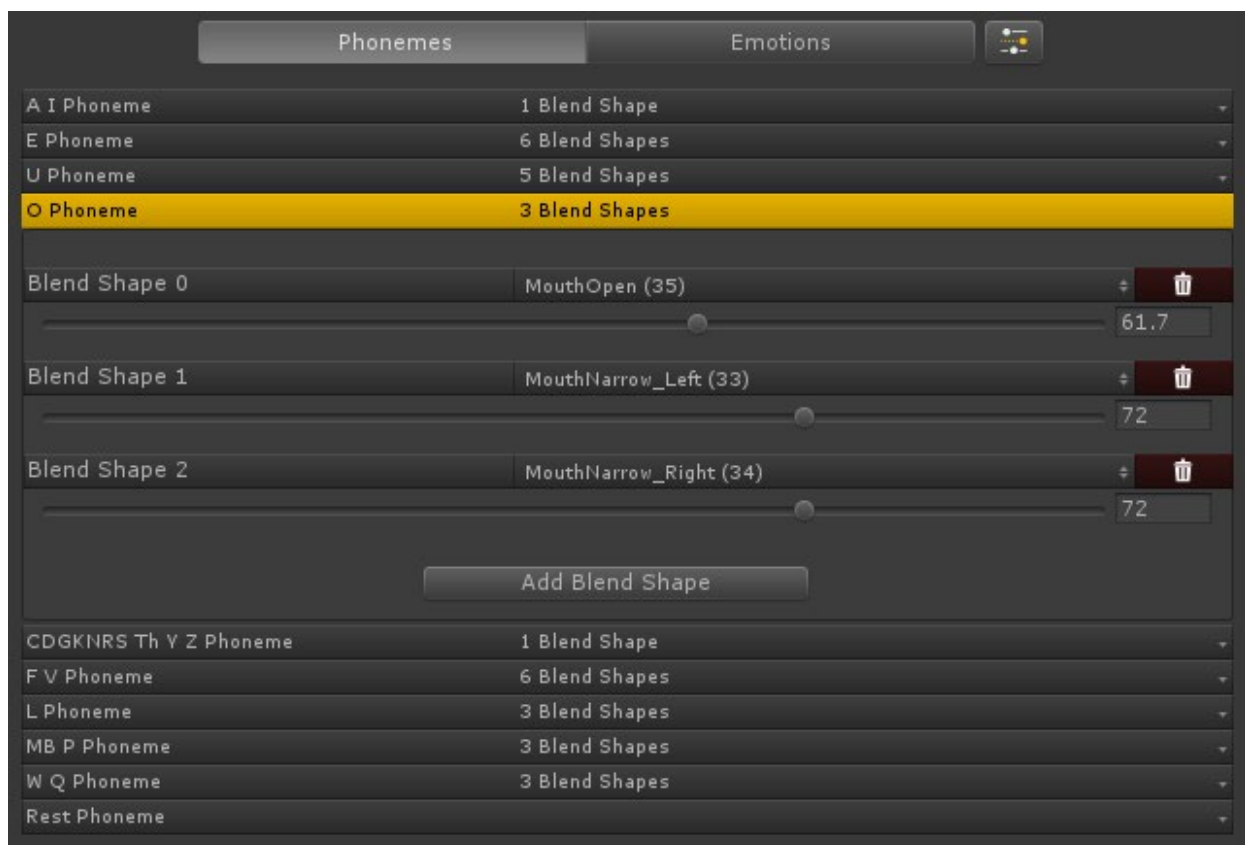 Phonemes Emotions
A I Phoneme 1 Blend Shape
E Phoneme 6 Blend Shapes
U Phoneme 5 Blend Shapes
O Phoneme 3 Blend Shapes
Blend Shape 0 MouthOpen (35)
61.7
Blend Shape 1 MouthNarrow_Left (33)
72
Blend Shape 2 MouthNarrow_Right (34)
72
Add Blend Shape
CDGKNRS Th Y Z Phoneme 1 Blend Shape
F V Phoneme 6 Blend Shapes
L Phoneme 3 Blend Shapes
MB P Phoneme 3 Blend Shapes
W Q Phoneme 3 Blend Shapes
Rest Phoneme